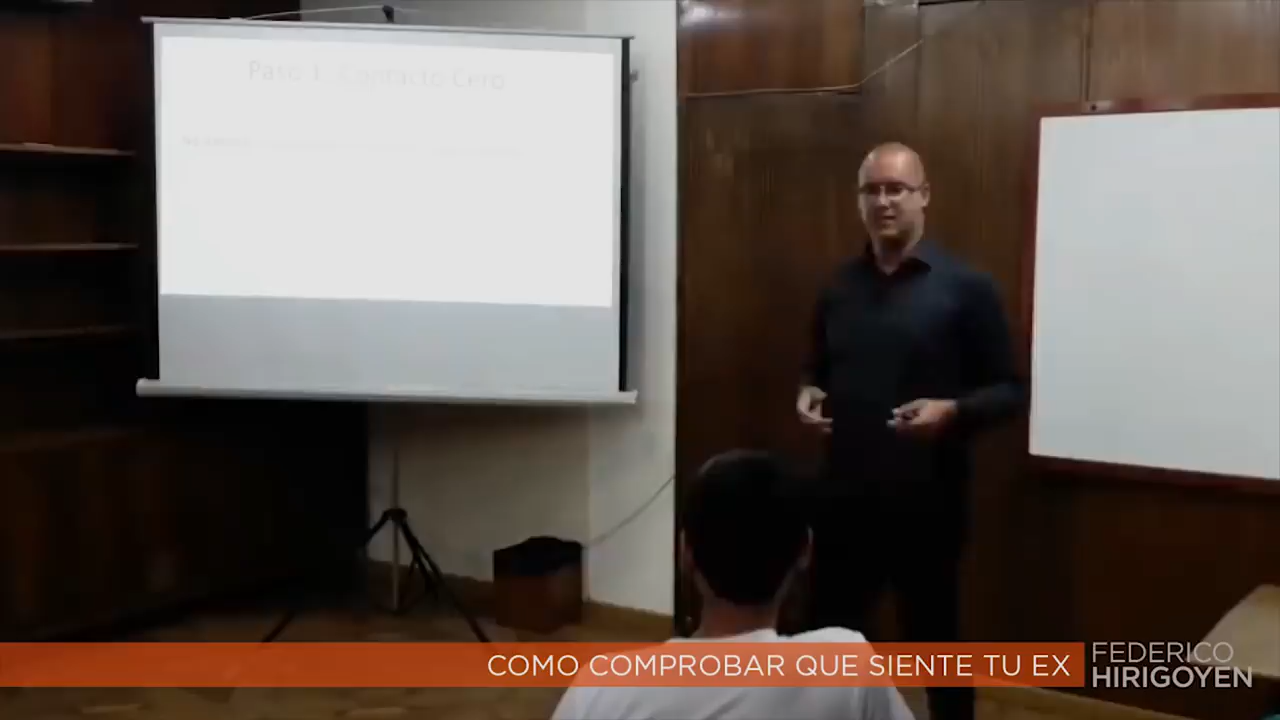 Paso 1: Contacto Cero
COMO COMPROBAR QUE SIENTE TU EX
FEDERICO
HIRIGOYEN